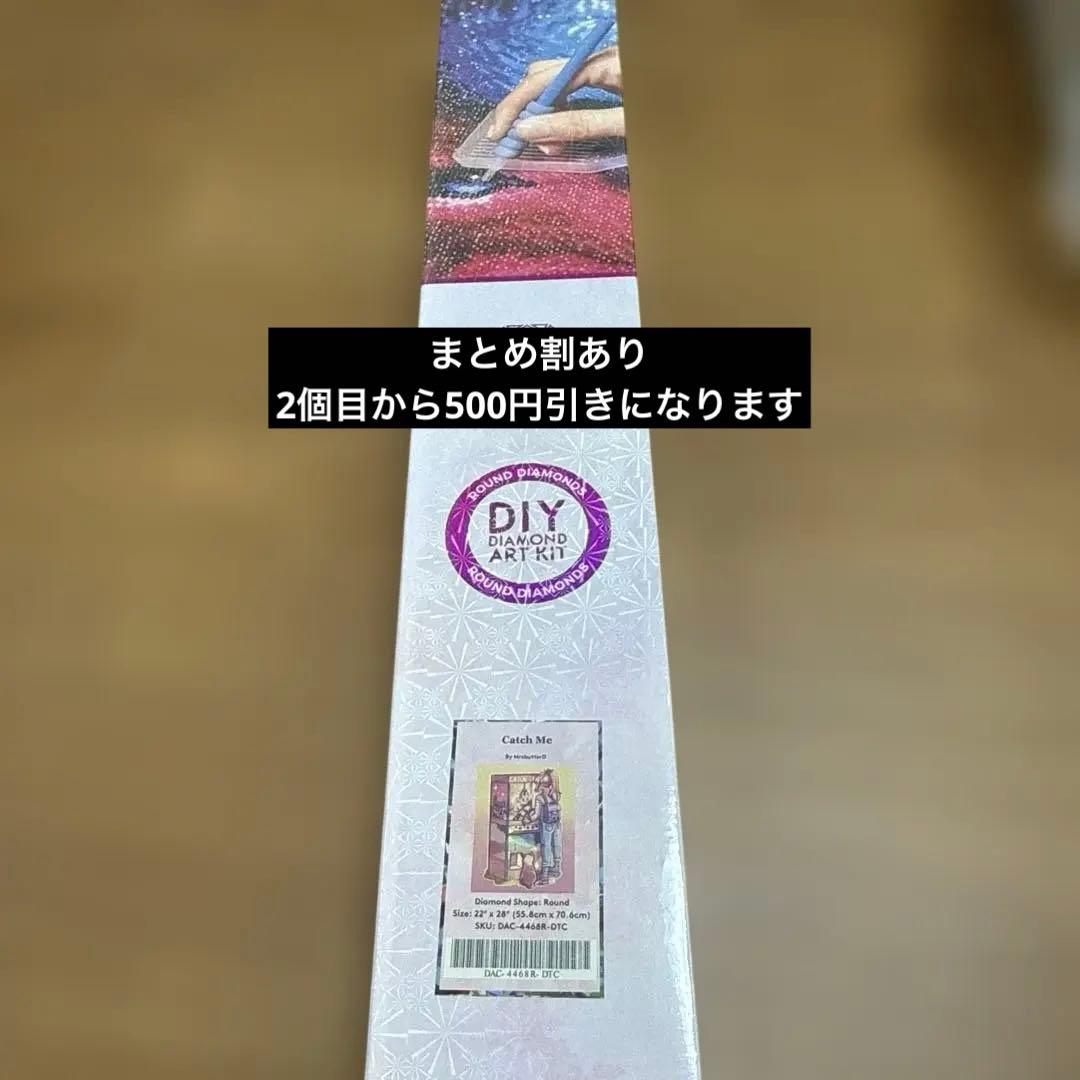 まとめ割あり
2個目から500円引きになります
ROUND DIAMONDS
DIY
DIAMOND
ART KIT
ROUND DIAMONDS
Catch Me
Diamond Shape: Round
Size: 22" x 28" (55.8cm x 70.6cm)
SKU: DAC-4468R-DTC
DAC-4468R-DTC